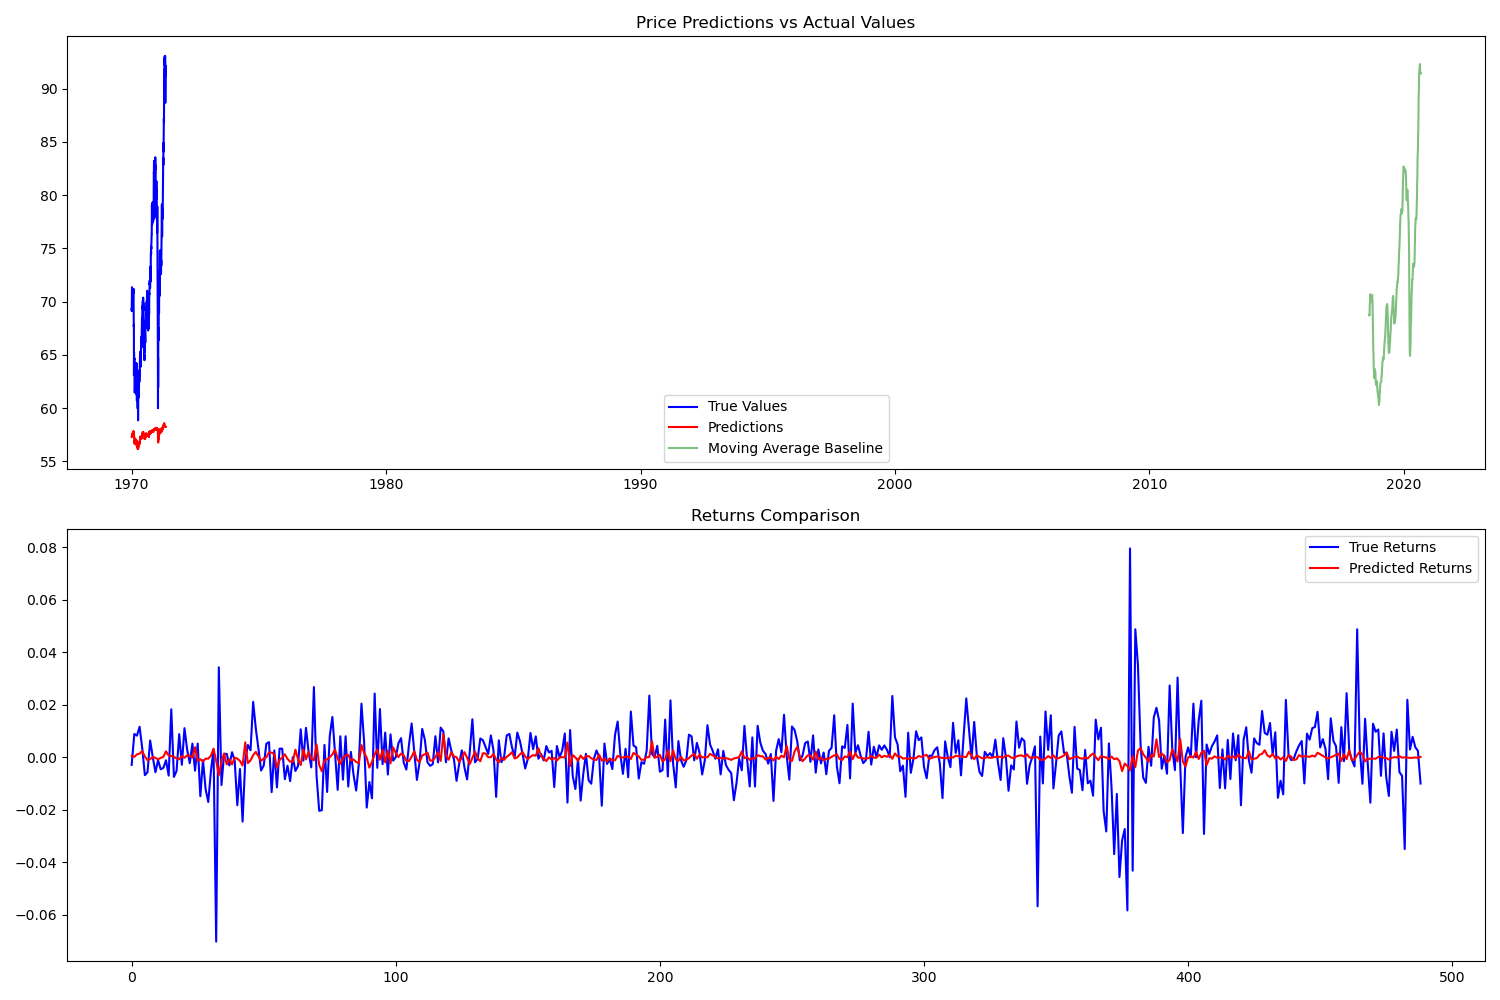 Price Predictions vs Actual Values
90
85
80
75
70
65
60
55
True Values
Predictions
Moving Average Baseline
1970 1980 1990 2000 2010 2020
Returns Comparison
0.08
0.06
0.04
0.02
0.00
−0.02
−0.04
−0.06
True Returns
Predicted Returns
0 100 200 300 400 500